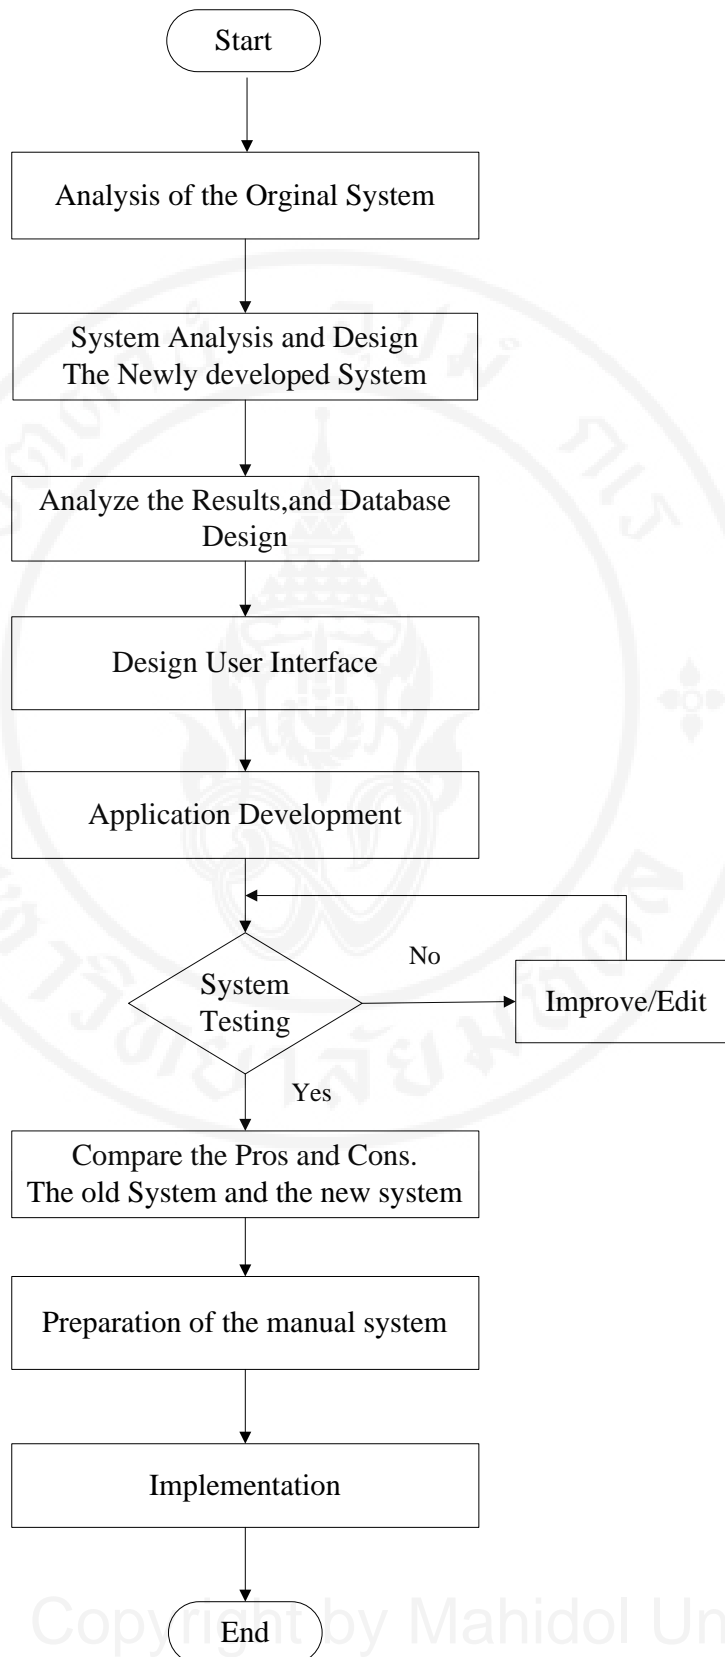 Start
Analysis of the Orginal System
System Analysis and Design
The Newly developed System
Analyze the Results,and Database
Design
Design User Interface
Application Development
System
Testing
No
Improve/Edit
Yes
Compare the Pros and Cons.
The old System and the new system
Preparation of the manual system
Implementation
End
Copyright by Mahidol Un